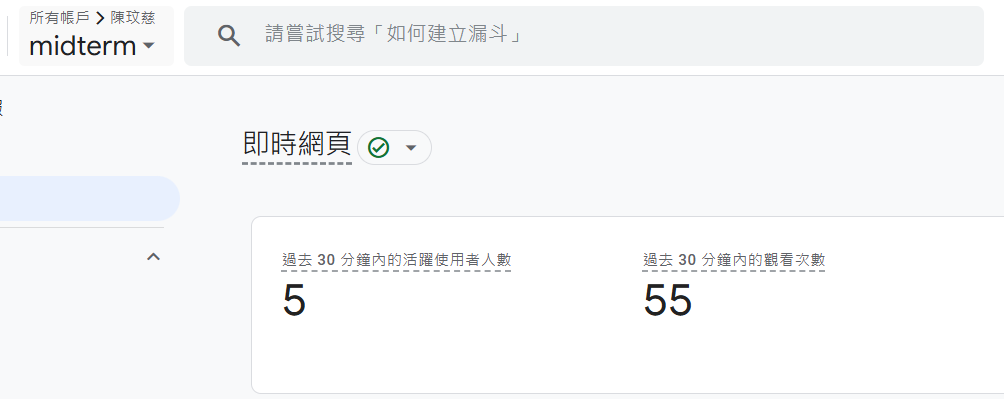 所有帳戶 > 陳玟慈
midterm
請嘗試搜尋「如何建立漏斗」
即時網頁
過去 30 分鐘內的活躍使用者人數
5
過去 30 分鐘內的觀看次數
55